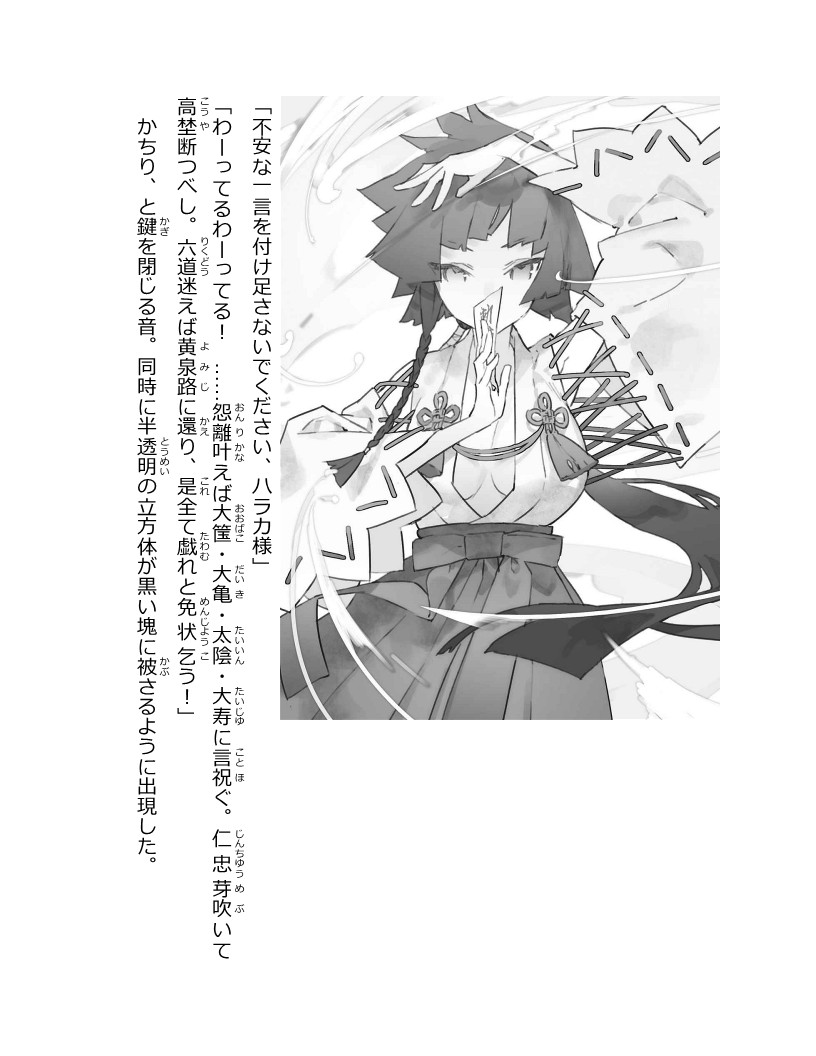 「不安な一言を付け足さないでください、ハラカ様」
「わーってるわーってる！　……怨離叶えば大筐・大亀・太陰・大寿に言祝ぐ。仁忠芽吹いて
高埜断つべし。六道迷えば黄泉路に還り、是全て戯れと免状乞う！」
かちり、と鍵を閉じる音。同時に半透明の立方体が黒い塊に被さるように出現した。